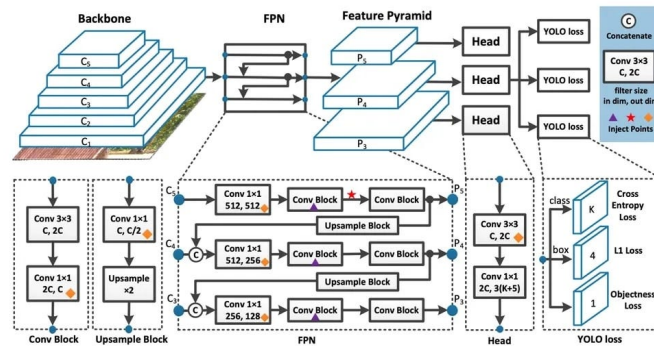 Backbone
FPN
Feature Pyramid
C5
C4
C3
C2
C1
P5
P4
P3
Head
Head
Head
YOLO loss
YOLO loss
YOLO loss
C
Concatenate
Conv 3×3
C, 2C
filter size
in dim, out dim
Inject Points
Conv 3×3
C, 2C
Conv 1×1
2C, C
Conv Block
Conv 1×1
C, C/2
Upsample
×2
Upsample Block
C5
Conv 1×1
512, 512
Conv Block
Conv Block
P5
Upsample Block
C4
C
Conv 1×1
512, 256
Conv Block
Conv Block
P4
Upsample Block
C3
C
Conv 1×1
256, 128
Conv Block
Conv Block
P3
FPN
Conv 3×3
C, 2C
Conv 1×1
2C, 3(K+5)
Head
class
K
Cross
Entropy
Loss
box
4
L1 Loss
1
Objectness
Loss
YOLO loss